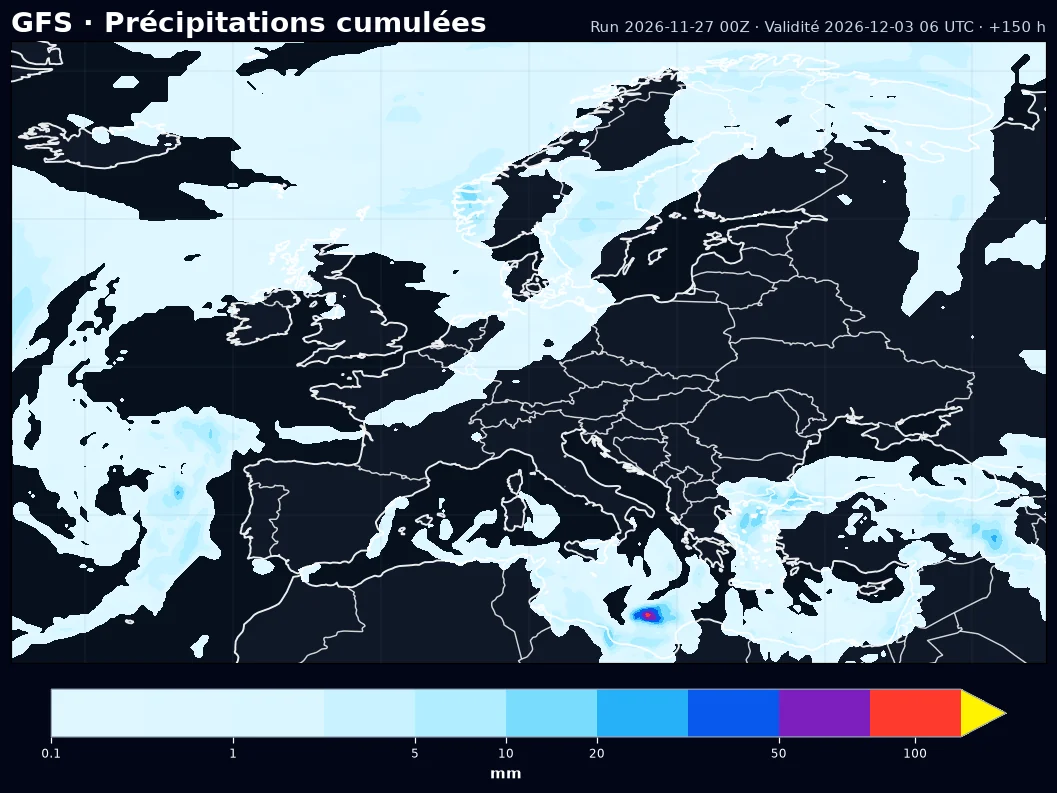 GFS · Précipitations cumulées
Run 2026-11-27 00Z · Validité 2026-12-03 06 UTC · +150 h
0.1 1 5 10 20 50 100
mm